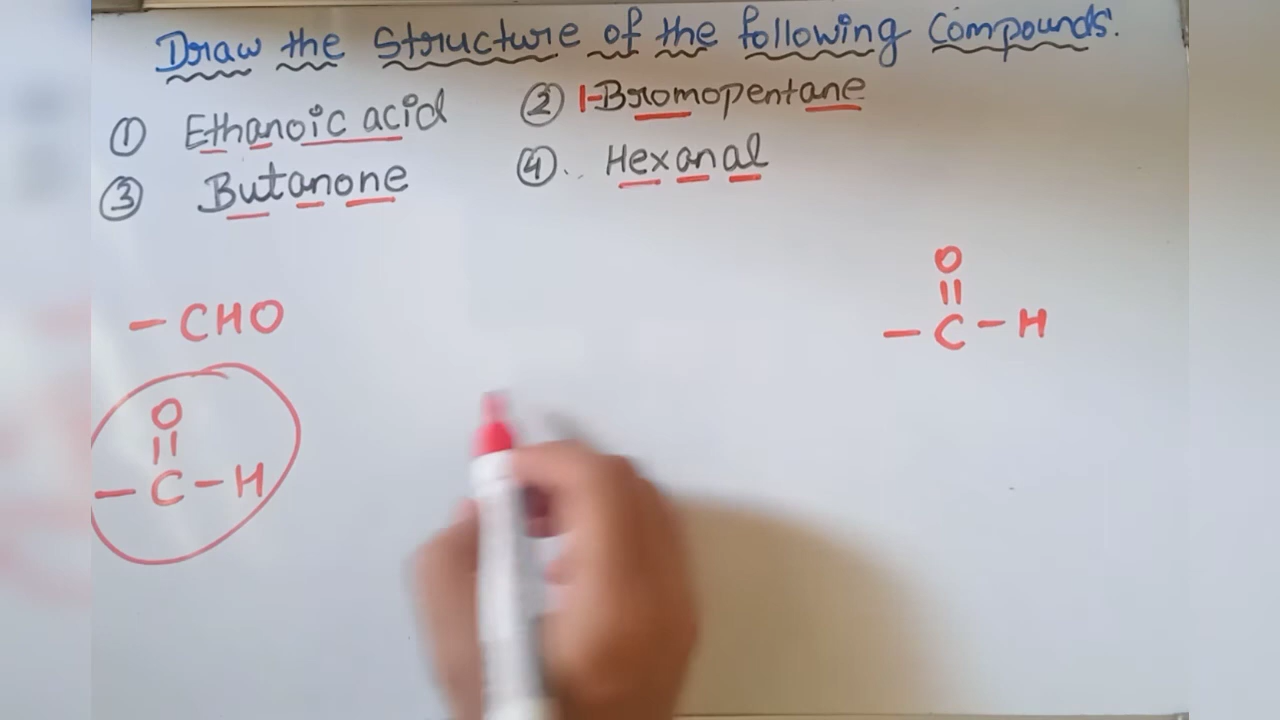 Draw the Structure of the following Compounds.
① Ethanoic acid ② 1-Bromopentane
③ Butanone ④. Hexanal
- CHO
O
||
- C - H
O
||
- C - H